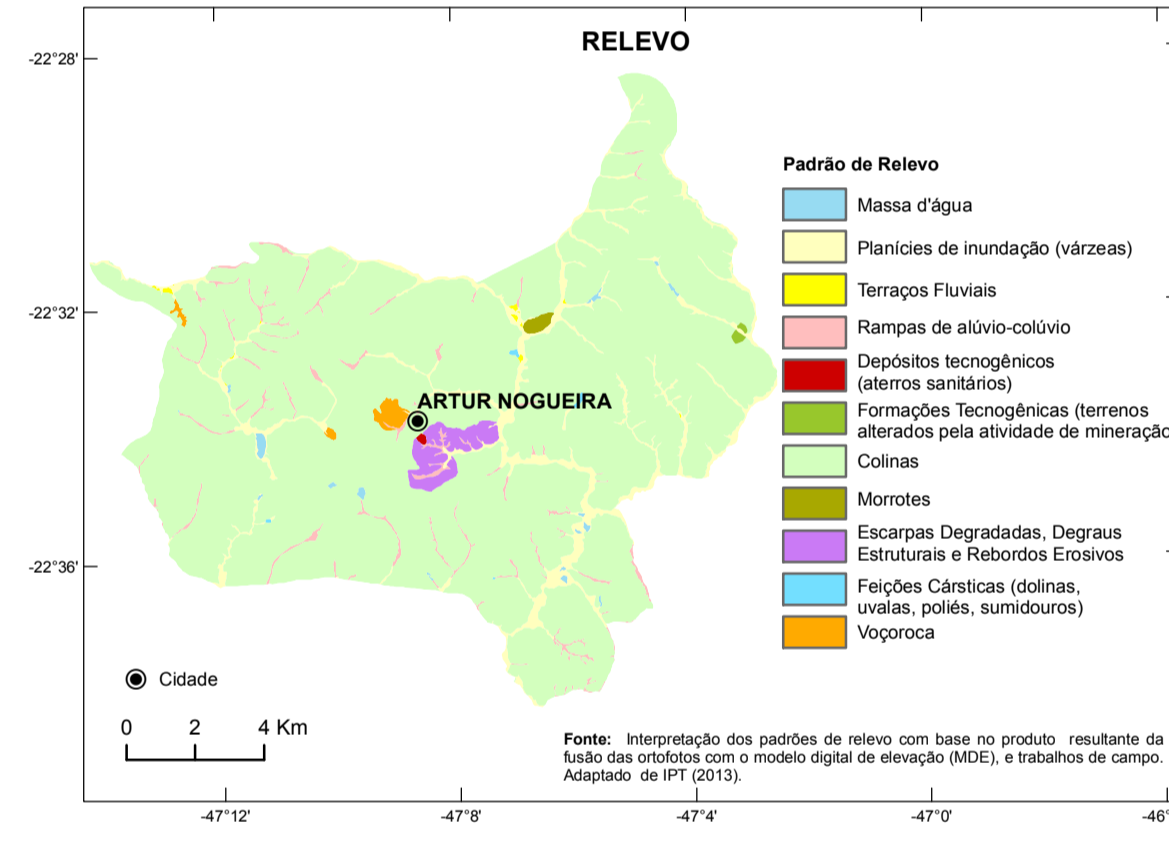 RELEVO
-22°28'
-22°32'
-22°36'
ARTUR NOGUEIRA
Padrão de Relevo
Massa d'água
Planícies de inundação (várzeas)
Terraços Fluviais
Rampas de alúvio-colúvio
Depósitos tecnogênicos
(aterros sanitários)
Formações Tecnogênicas (terrenos
alterados pela atividade de mineração
Colinas
Morrotes
Escarpas Degradadas, Degraus
Estruturais e Rebordos Erosivos
Feições Cársticas (dolinas,
uvalas, poliés, sumidouros)
Voçoroca
Cidade
0 2 4 Km
Fonte: Interpretação dos padrões de relevo com base no produto resultante da
fusão das ortofotos com o modelo digital de elevação (MDE), e trabalhos de campo.
Adaptado de IPT (2013).
-47°12' -47°8' -47°4' -47°0' -46°